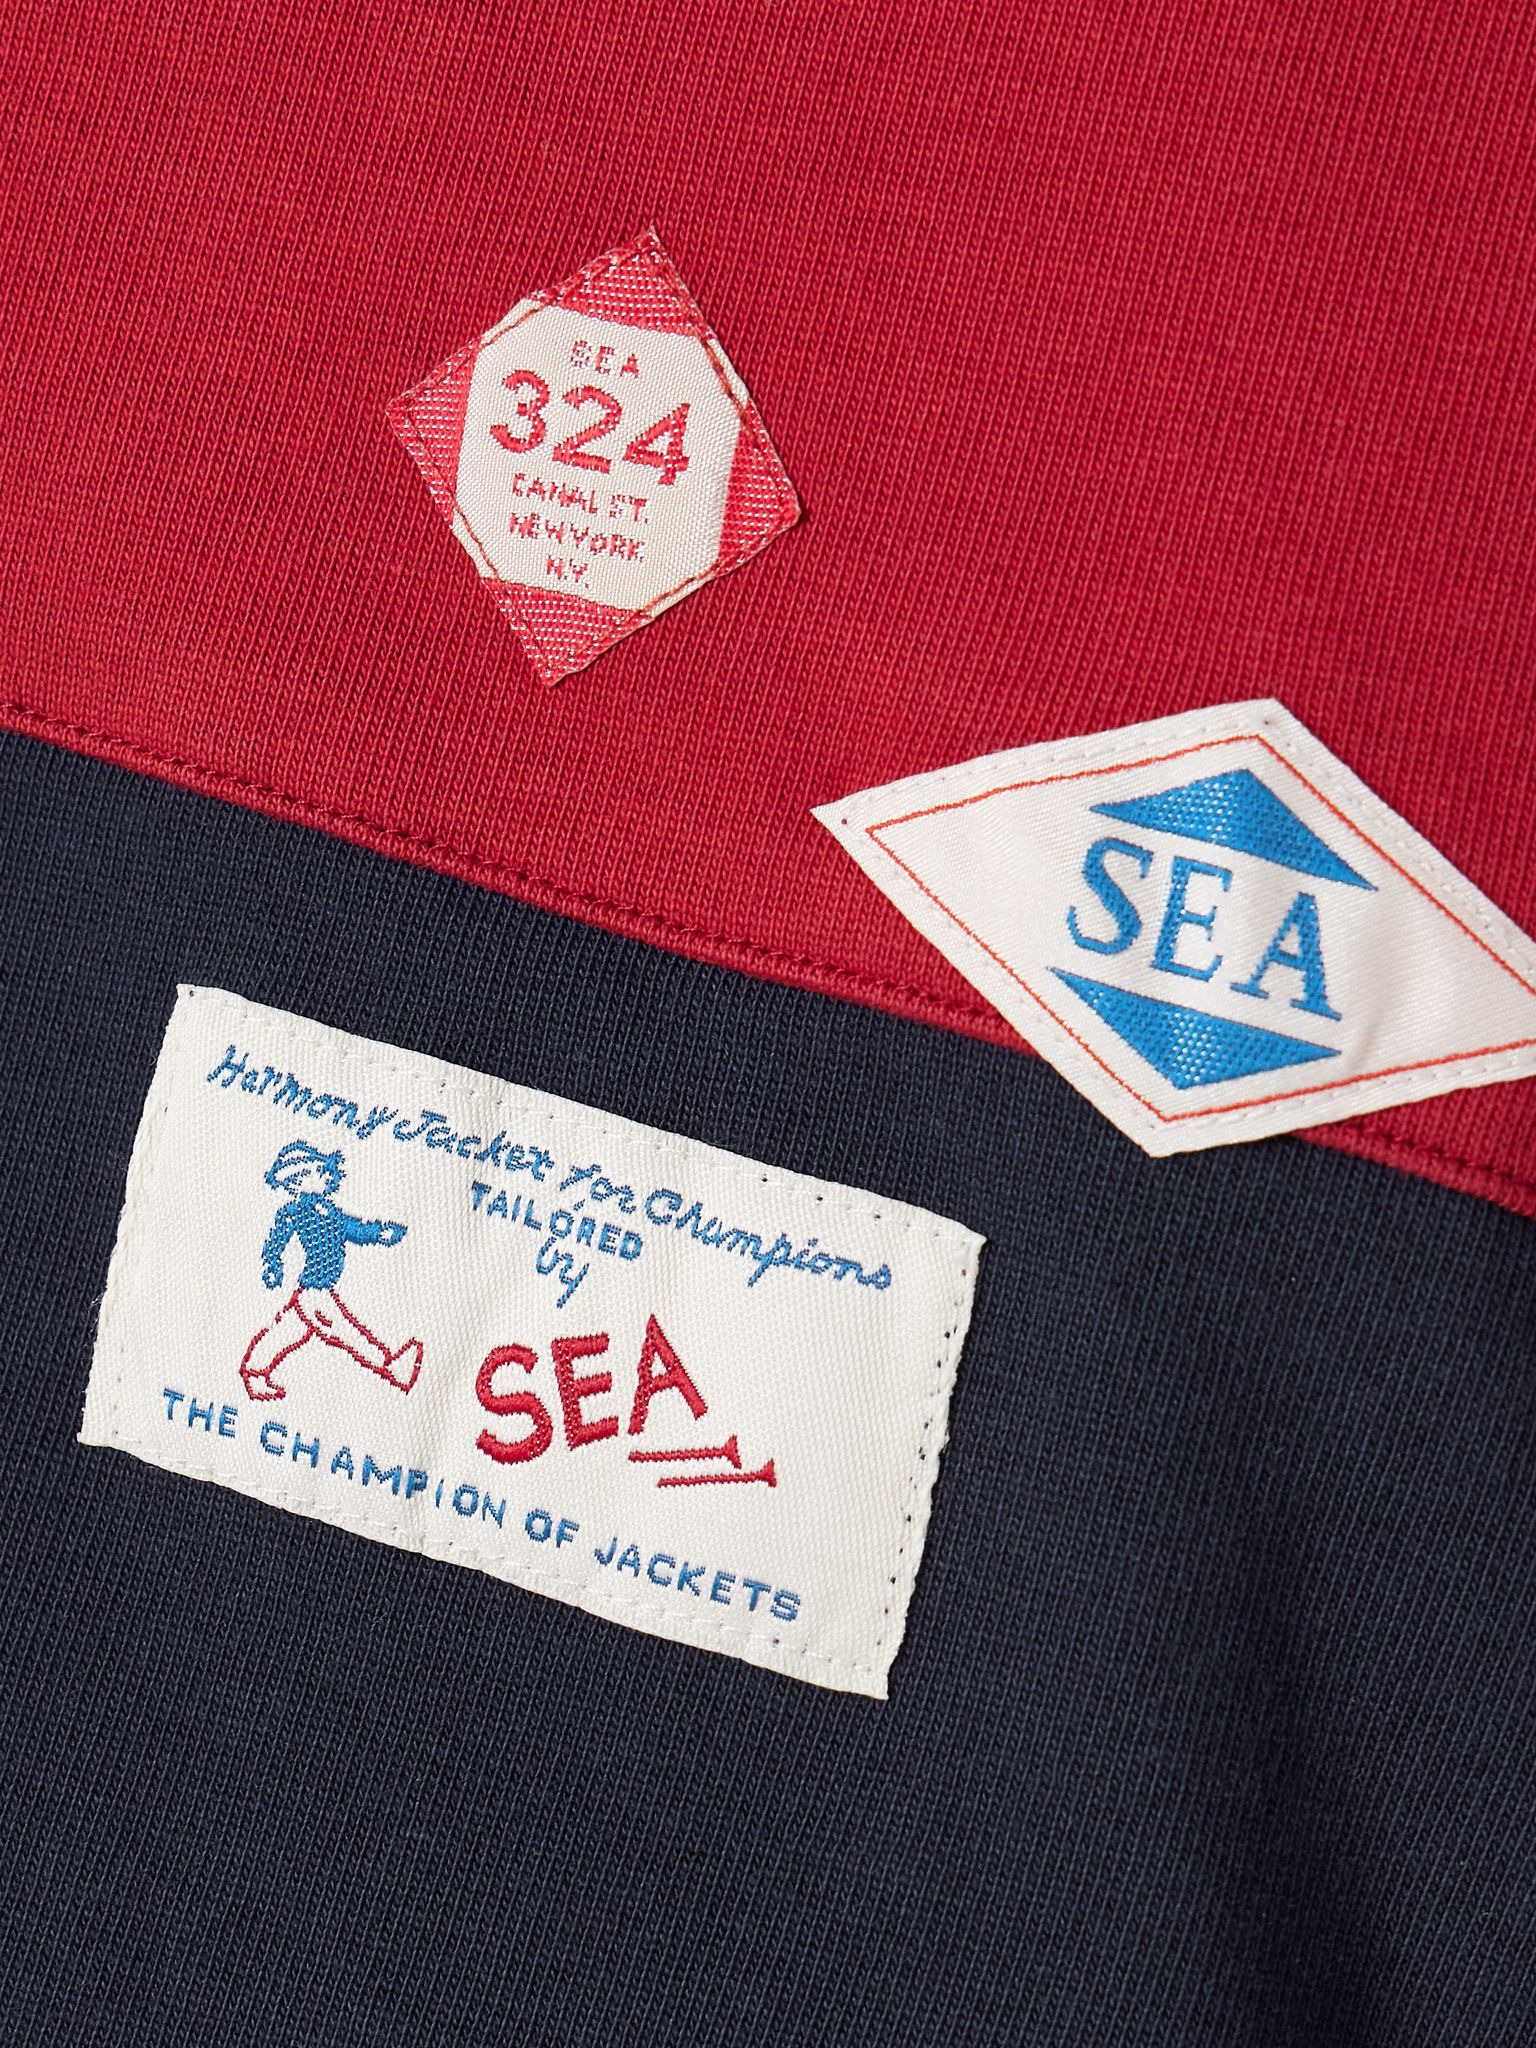 SEA
324
CANAL ST.
NEW YORK
N.Y.
SEA
Harmony Jacket for Champions
TAILORED
by
SEA
THE CHAMPION OF JACKETS